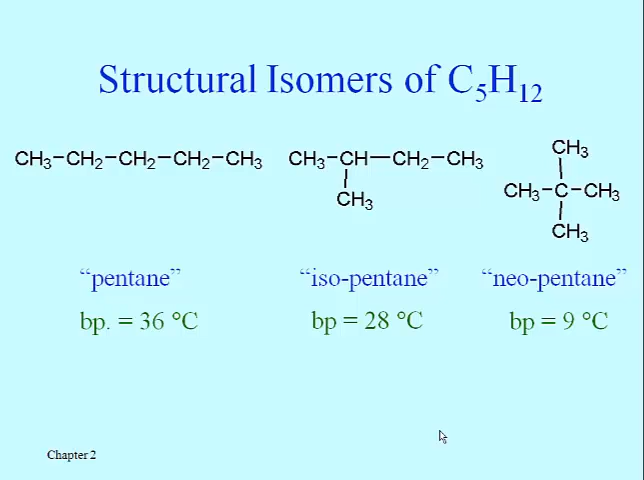 Structural Isomers of C₅H₁₂
CH₃-CH₂-CH₂-CH₂-CH₃
CH₃-CH-CH₂-CH₃
CH₃
CH₃
CH₃-C-CH₃
CH₃
“pentane” “iso-pentane” “neo-pentane”
bp. = 36 °C bp = 28 °C bp = 9 °C
Chapter 2